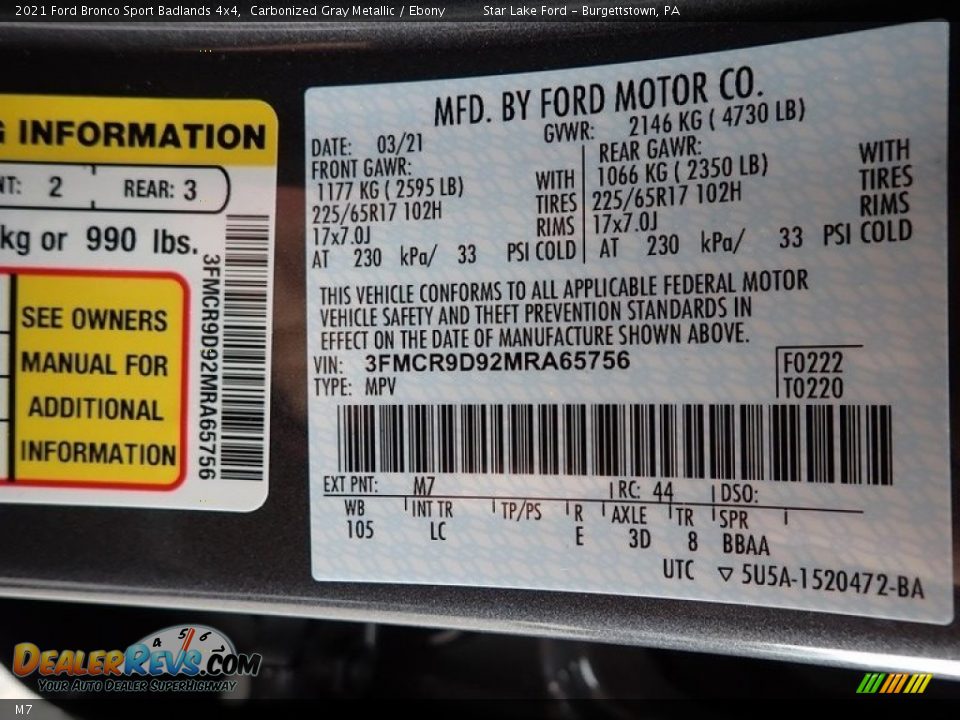 2021 Ford Bronco Sport Badlands 4x4, Carbonized Gray Metallic / Ebony Star Lake Ford - Burgettstown, PA
INFORMATION
2 REAR: 3
kg or 990 lbs.
SEE OWNERS
MANUAL FOR
ADDITIONAL
INFORMATION
3FMCR9D92MRA65756
MFD. BY FORD MOTOR CO.
DATE: 03/21 GVWR: 2146 KG ( 4730 LB)
FRONT GAWR:
1177 KG ( 2595 LB) WITH
225/65R17 102H TIRES
17x7.0J RIMS
AT 230 kPa/ 33 PSI COLD
REAR GAWR: WITH
1066 KG ( 2350 LB) TIRES
225/65R17 102H RIMS
17x7.0J
AT 230 kPa/ 33 PSI COLD
THIS VEHICLE CONFORMS TO ALL APPLICABLE FEDERAL MOTOR
VEHICLE SAFETY AND THEFT PREVENTION STANDARDS IN
EFFECT ON THE DATE OF MANUFACTURE SHOWN ABOVE.
VIN: 3FMCR9D92MRA65756 F0222
TYPE: MPV T0220
EXT PNT: M7 RC: 44 DSO:
WB INT TR TP/PS R AXLE TR SPR
105 LC E 3D 8 BBAA
UTC ▽ 5U5A-1520472-BA
DEALERREVS.COM
YOUR AUTO DEALER SUPERHIGHWAY
4 5 6
M7